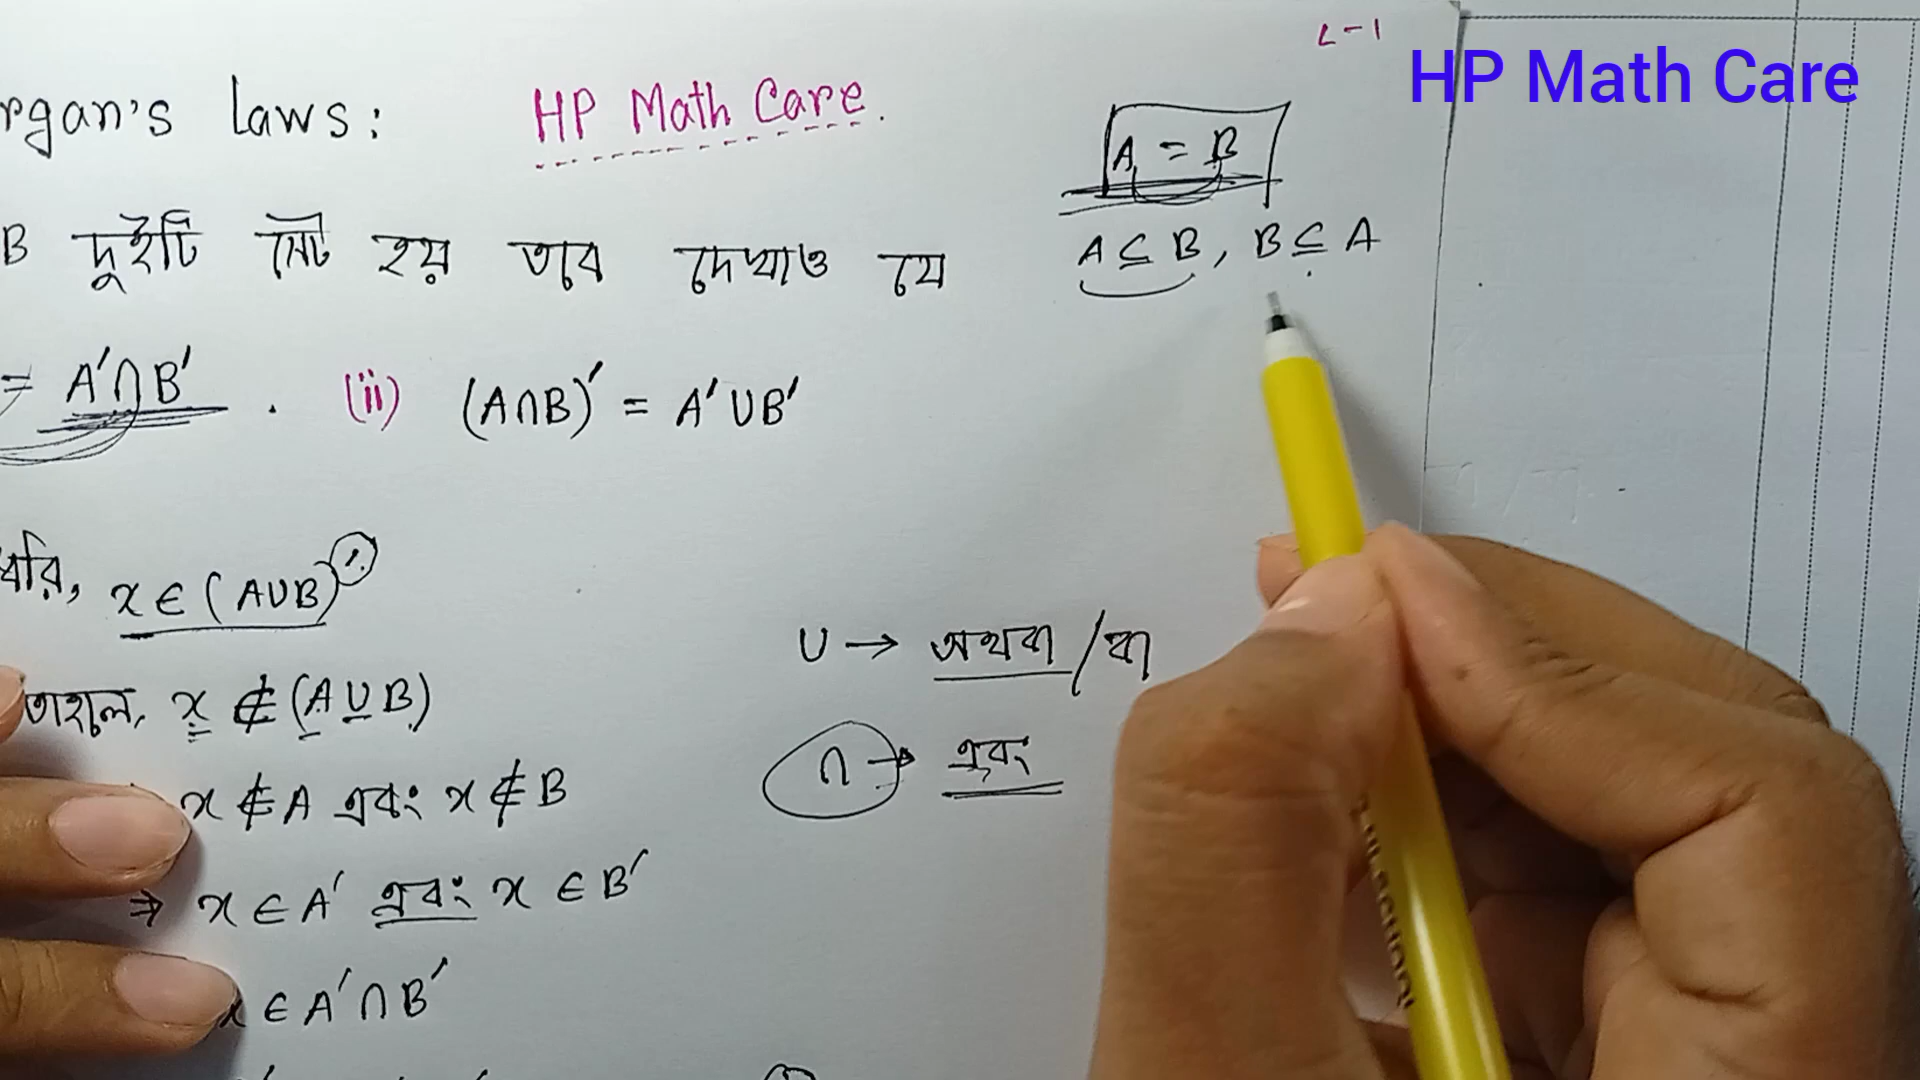 L-1
HP Math Care
rgan's Laws: HP Math Care.
A = B
B দুইটি সেট হয় তবে দেখাও যে
A ⊆ B, B ⊆ A
= A′∩B′ . (ii) (A∩B)′ = A′∪B′
ধরি, x ∈ (A∪B)′
∪ → অথবা / বা
তাহলে, x ∉ (A∪B)
∩ → এবং
x ∉ A এবং x ∉ B
⇒ x ∈ A′ এবং x ∈ B′
x ∈ A′∩B′